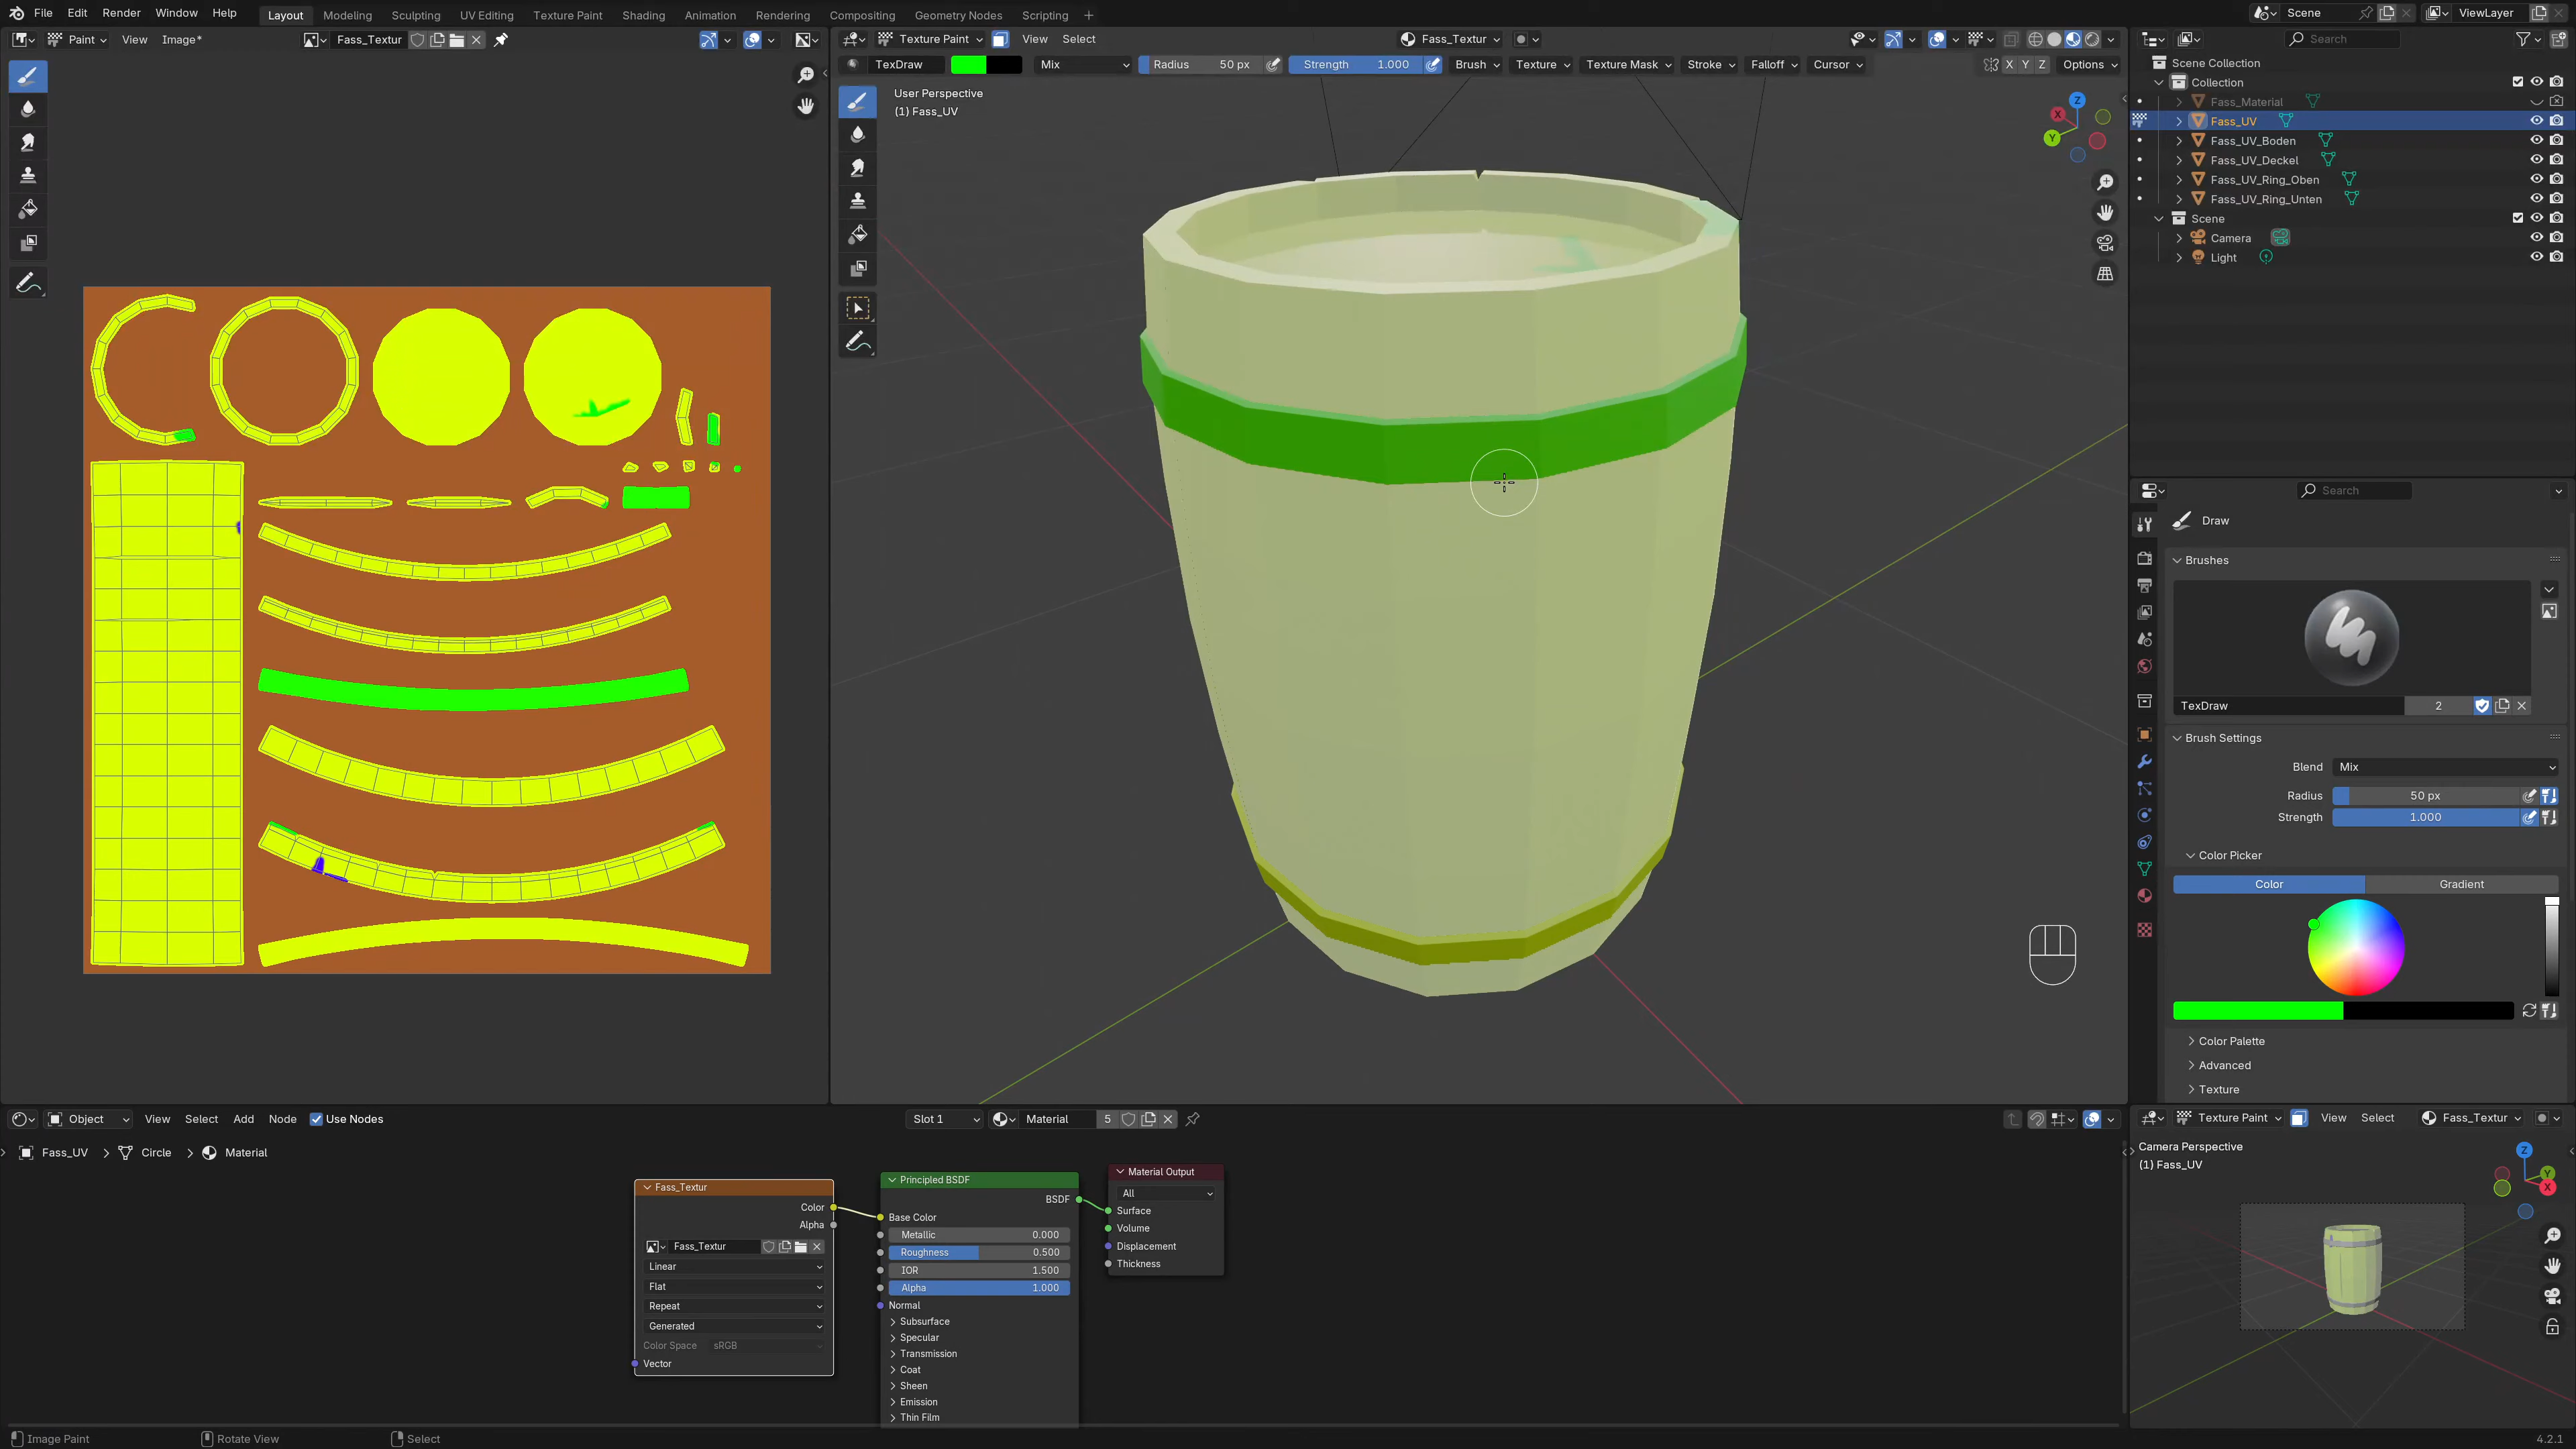 File Edit Render Window Help Layout Modeling Sculpting UV Editing Texture Paint Shading Animation Rendering Compositing Geometry Nodes Scripting + Scene ViewLayer
Paint View Image* Fass_Textur Texture Paint View Select Fass_Textur Search
TexDraw Mix Radius 50 px Strength 1.000 Brush Texture Texture Mask Stroke Falloff Cursor X Y Z Options
Scene Collection
Collection
Fass_Material
Fass_UV
Fass_UV_Boden
Fass_UV_Deckel
Fass_UV_Ring_Oben
Fass_UV_Ring_Unten
Scene
Camera
Light
User Perspective
(1) Fass_UV
Z
X
Y
Search
Draw
Brushes
TexDraw 2
Brush Settings
Blend Mix
Radius 50 px
Strength 1.000
Color Picker
Color Gradient
Color Palette
Advanced
Texture
Object View Select Add Node Use Nodes Slot 1 Material 5
Fass_UV > Circle > Material
Fass_Textur
Color
Alpha
Fass_Textur
Linear
Flat
Repeat
Generated
Color Space sRGB
Vector
Principled BSDF
BSDF
Base Color
Metallic 0.000
Roughness 0.500
IOR 1.500
Alpha 1.000
Normal
Subsurface
Specular
Transmission
Coat
Sheen
Emission
Thin Film
Material Output
All
Surface
Volume
Displacement
Thickness
Texture Paint View Select Fass_Textur
Camera Perspective
(1) Fass_UV
Z
Y
X
Image Paint Rotate View Select 4.2.1